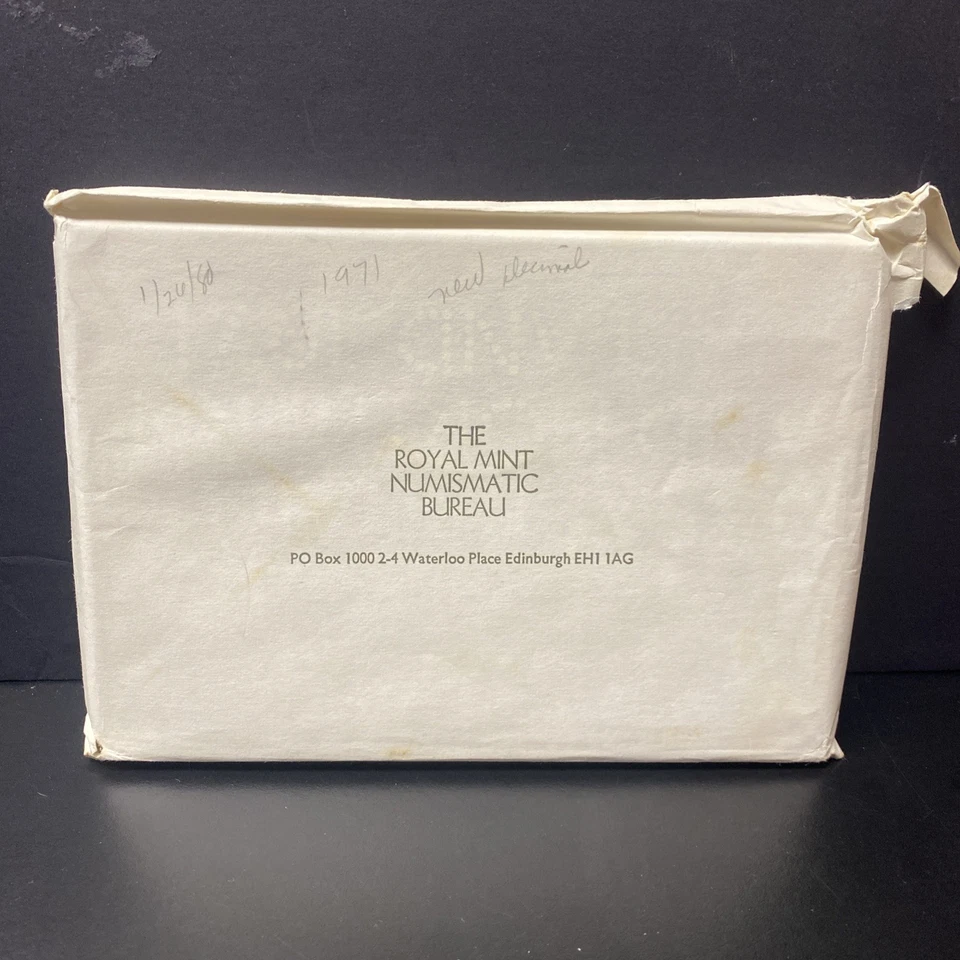 1/26/80 1971 new decimal
THE
ROYAL MINT
NUMISMATIC
BUREAU
PO Box 1000 2-4 Waterloo Place Edinburgh EH1 1AG